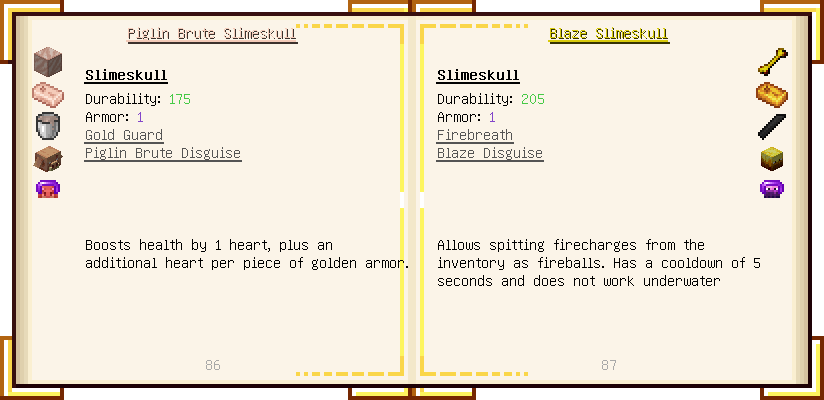 Piglin Brute Slimeskull
Slimeskull
Durability: 175
Armor: 1
Gold Guard
Piglin Brute Disguise
Boosts health by 1 heart, plus an
additional heart per piece of golden armor.
86
Blaze Slimeskull
Slimeskull
Durability: 205
Armor: 1
Firebreath
Blaze Disguise
Allows spitting firecharges from the
inventory as fireballs. Has a cooldown of 5
seconds and does not work underwater
87